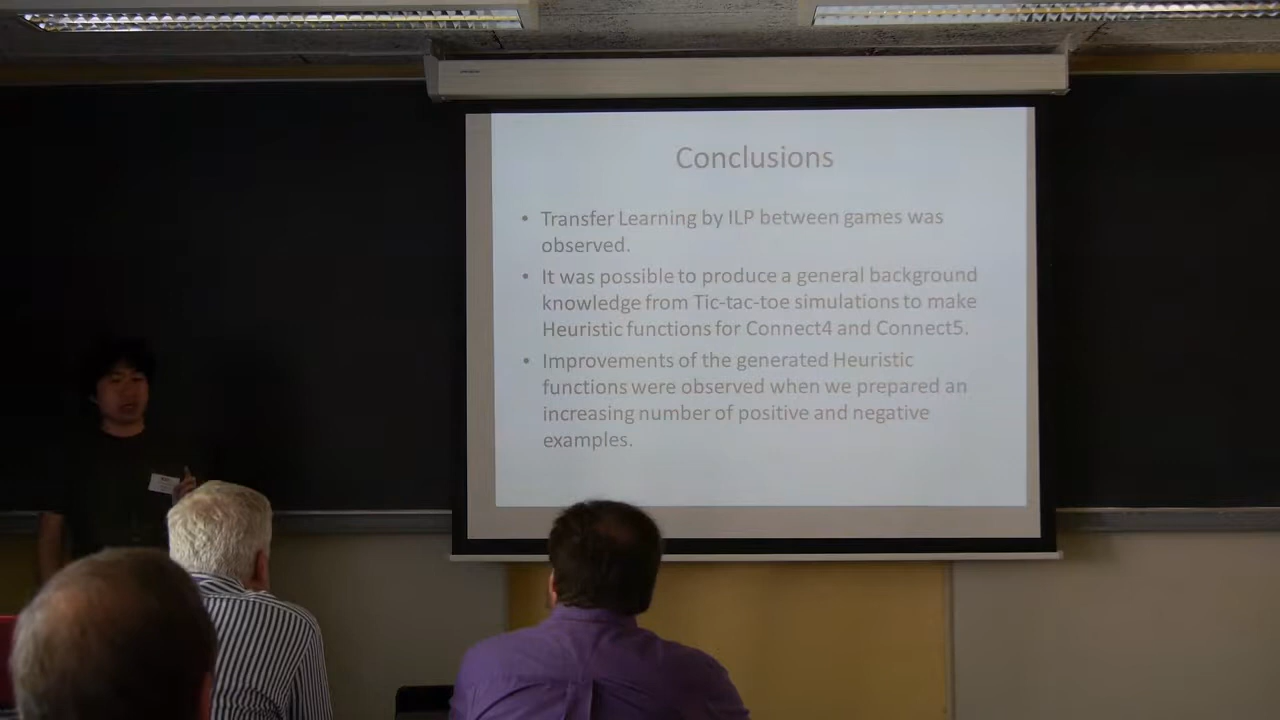 Conclusions
• Transfer Learning by ILP between games was
observed.
• It was possible to produce a general background
knowledge from Tic-tac-toe simulations to make
Heuristic functions for Connect4 and Connect5.
• Improvements of the generated Heuristic
functions were observed when we prepared an
increasing number of positive and negative
examples.